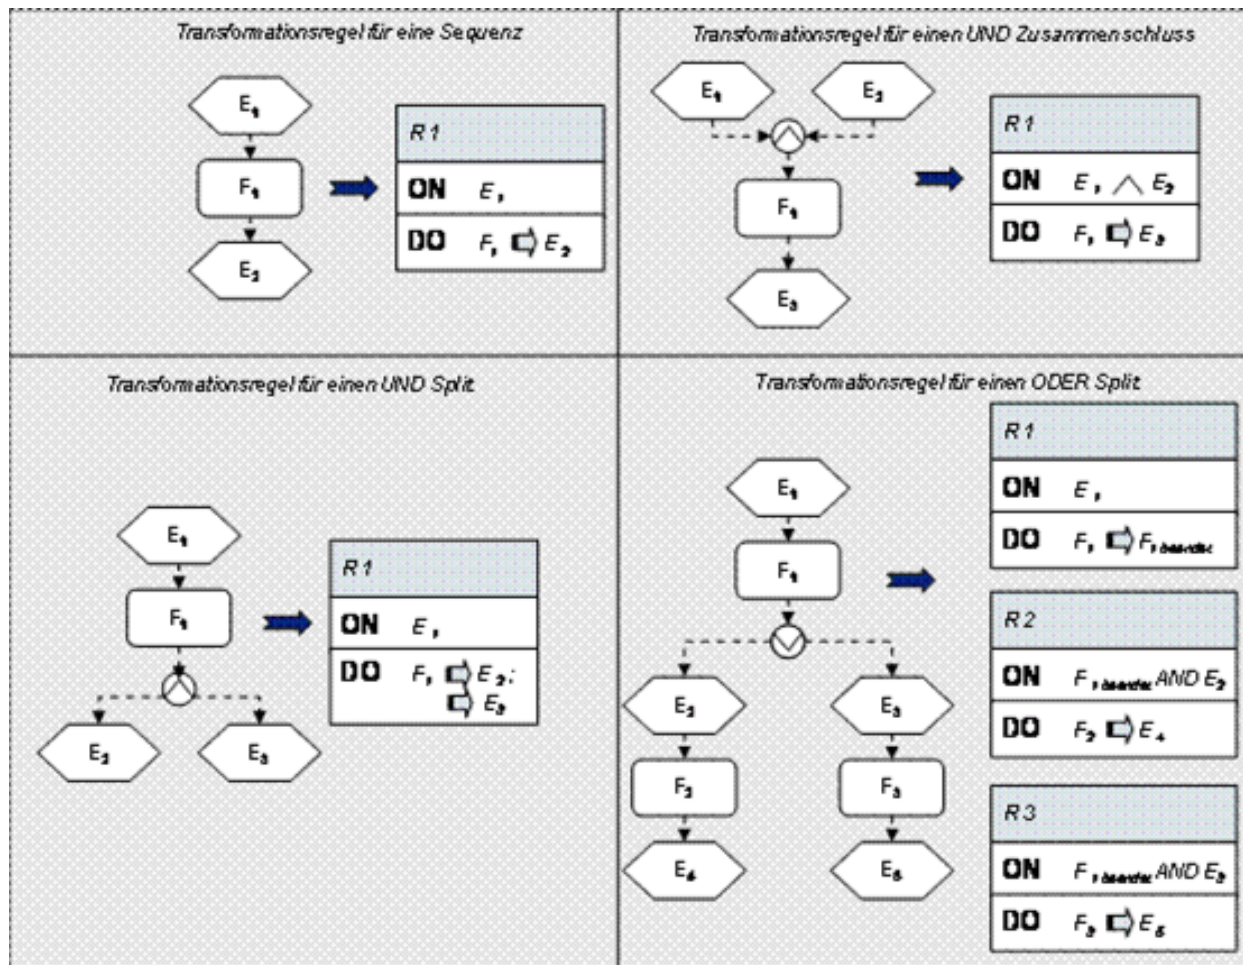 Transformationsregel für eine Sequenz
E1
F1
E2
R1
ON E1
DO F1 E2
Transformationsregel für einen UND Zusammenschluss
E1 E2
F1
E3
R1
ON E1 ∧ E2
DO F1 E3
Transformationsregel für einen UND Split
E1
F1
E2 E3
R1
ON E1
DO F1 E2;
E3
Transformationsregel für einen ODER Split
E1
F1
E2 E3
F2 F3
E4 E5
R1
ON E1
DO F1 F1 beendet
R2
ON F1 beendet AND E2
DO F2 E4
R3
ON F1 beendet AND E3
DO F3 E5